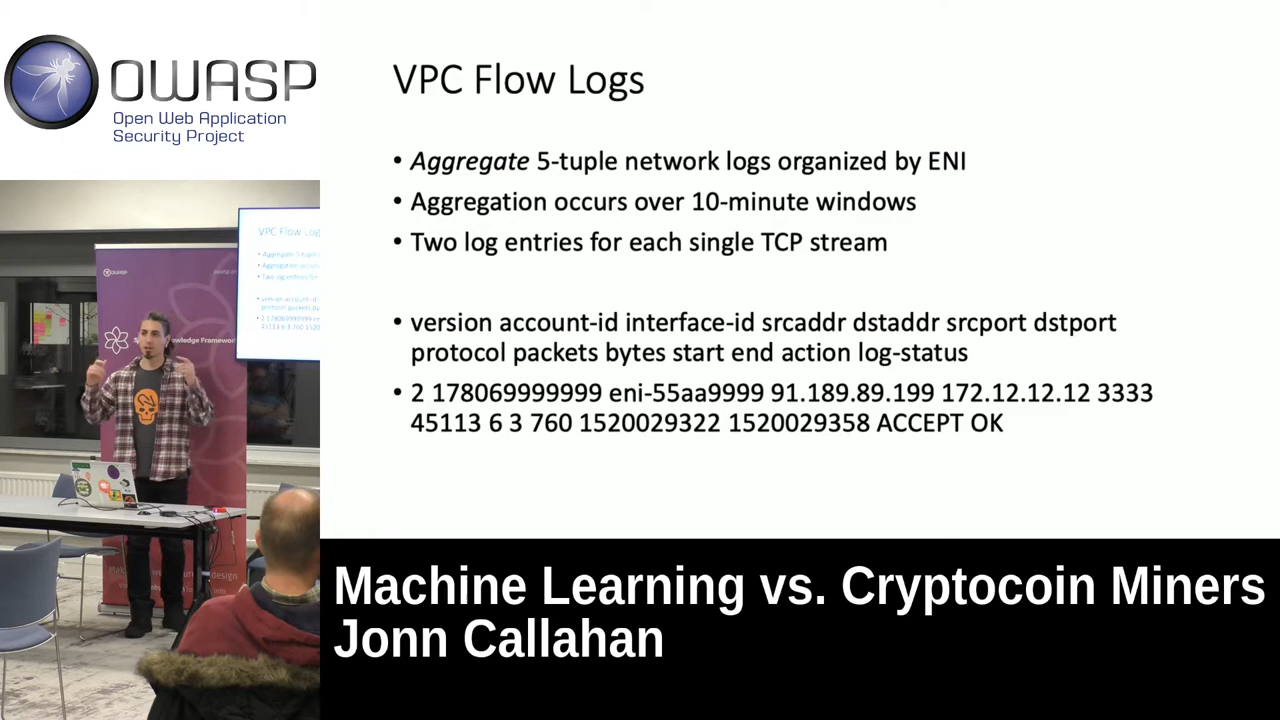 OWASP
Open Web Application
Security Project
VPC Flow Logs
• Aggregate 5-tuple network logs organized by ENI
• Aggregation occurs over 10-minute windows
• Two log entries for each single TCP stream
• version account-id interface-id srcaddr dstaddr srcport dstport
protocol packets bytes start end action log-status
• 2 178069999999 eni-55aa9999 91.189.89.199 172.12.12.12 3333
45113 6 3 760 1520029322 1520029358 ACCEPT OK
VPC Flow Log
OWASP
Machine Learning vs. Cryptocoin Miners
Jonn Callahan